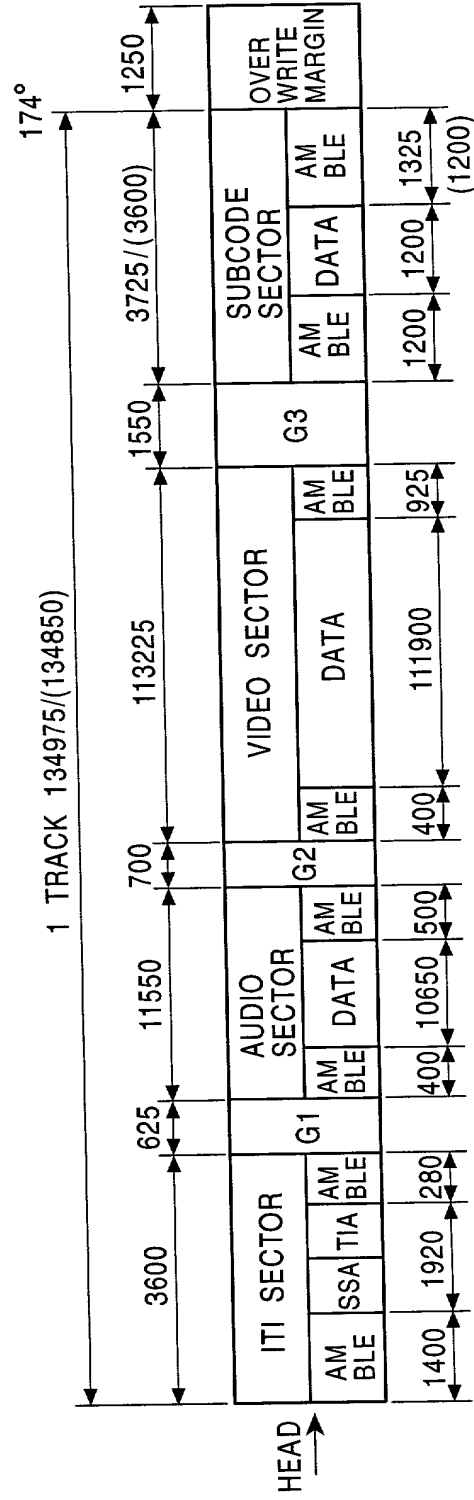 174°
1 TRACK 134975/(134850)
3600
625
11550
700
113225
1550
3725/(3600)
1250
ITI SECTOR
G1
AUDIO
SECTOR
G2
VIDEO SECTOR
G3
SUBCODE
SECTOR
OVER
WRITE
MARGIN
AM
BLE
SSA
TIA
AM
BLE
AM
BLE
DATA
AM
BLE
AM
BLE
DATA
AM
BLE
AM
BLE
DATA
AM
BLE
HEAD
1400
1920
280
400
10650
500
400
111900
925
1200
1200
1325
(1200)